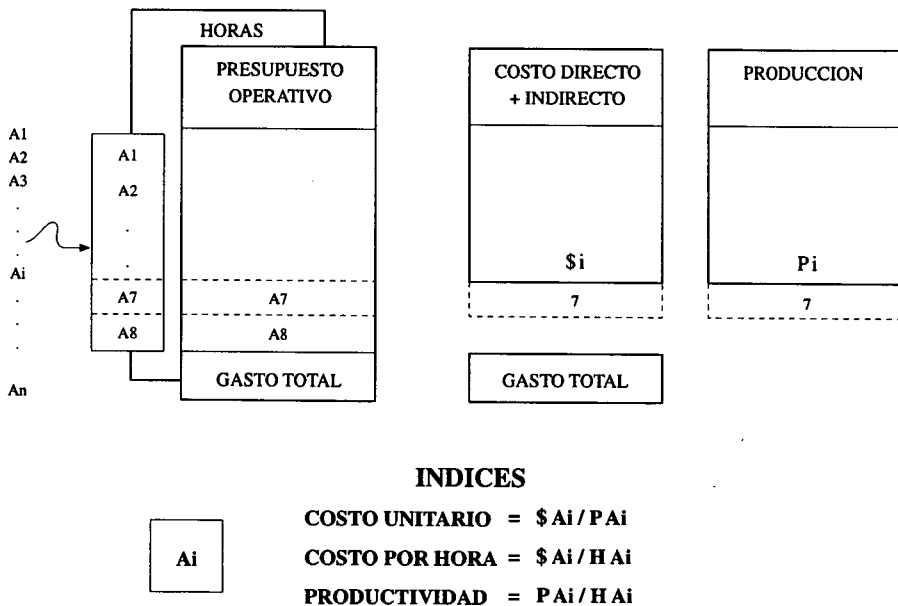 HORAS
PRESUPUESTO
OPERATIVO
COSTO DIRECTO
+ INDIRECTO
PRODUCCION
A1
A2
A3
.
.
.
Ai
.
.
.
An
A1
A2
.
.
A7
A8
A7
A8
GASTO TOTAL
$i
7
GASTO TOTAL
Pi
7
INDICES
Ai
COSTO UNITARIO = $ Ai / P Ai
COSTO POR HORA = $ Ai / H Ai
PRODUCTIVIDAD = P Ai / H Ai